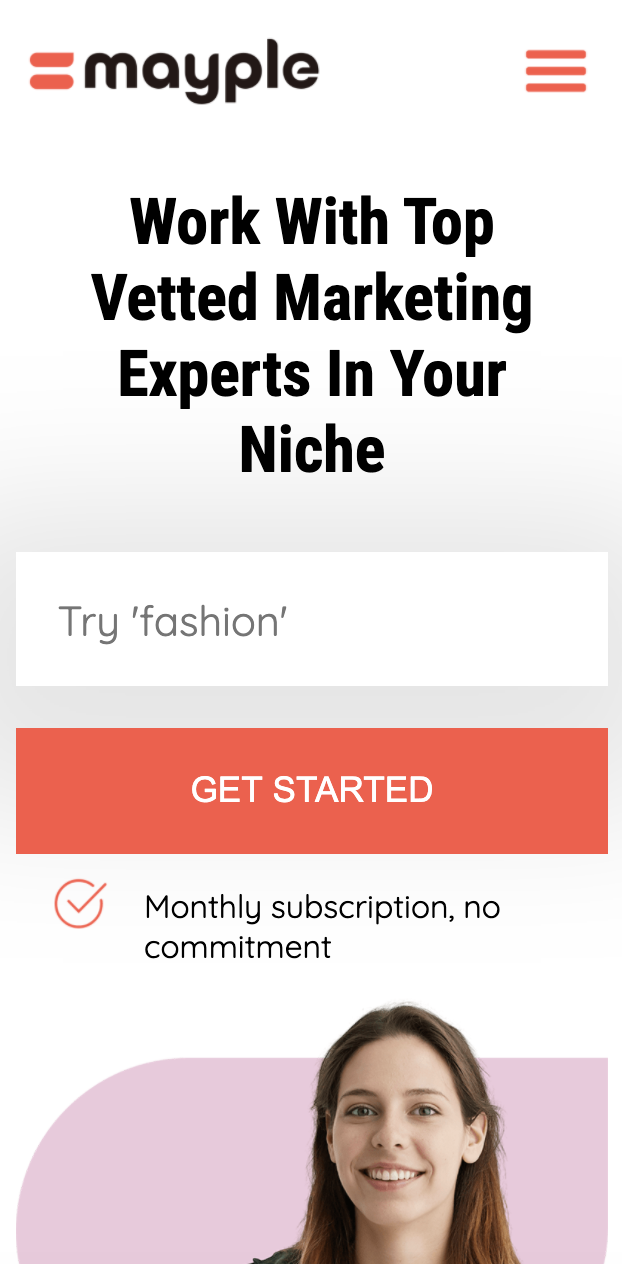 mayple
Work With Top
Vetted Marketing
Experts In Your
Niche
Try 'fashion'
GET STARTED
Monthly subscription, no
commitment